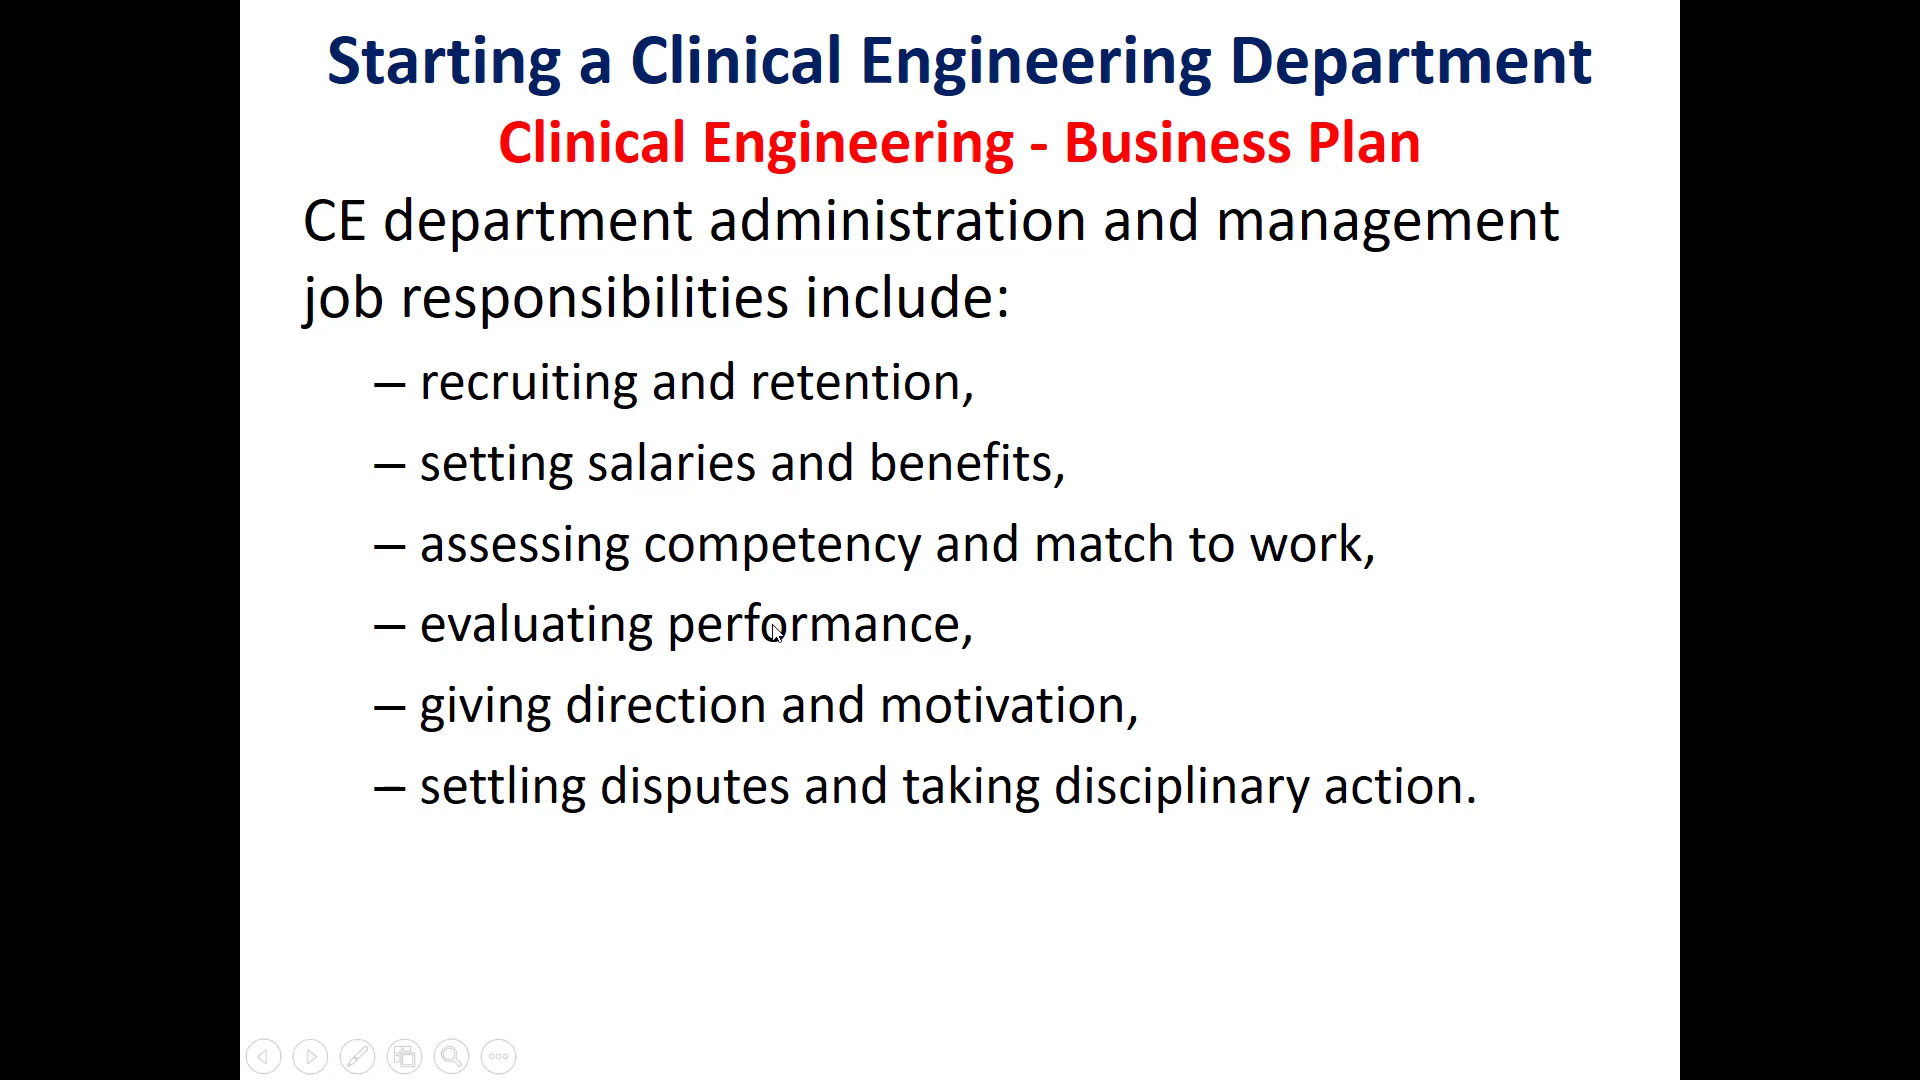 Starting a Clinical Engineering Department
Clinical Engineering - Business Plan
CE department administration and management
job responsibilities include:
– recruiting and retention,
– setting salaries and benefits,
– assessing competency and match to work,
– evaluating performance,
– giving direction and motivation,
– settling disputes and taking disciplinary action.